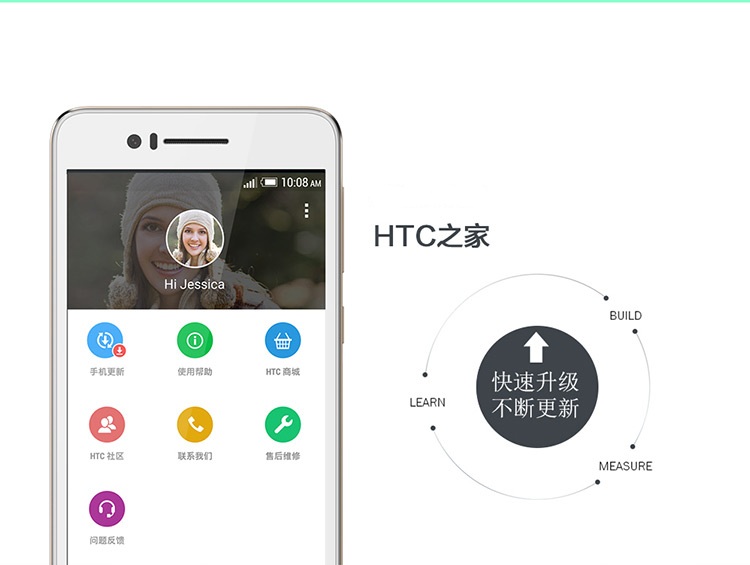 10:08 AM
Hi Jessica
手机更新
使用帮助
HTC 商城
HTC 社区
联系我们
售后维修
问题反馈
HTC之家
BUILD
快速升级
不断更新
LEARN
MEASURE